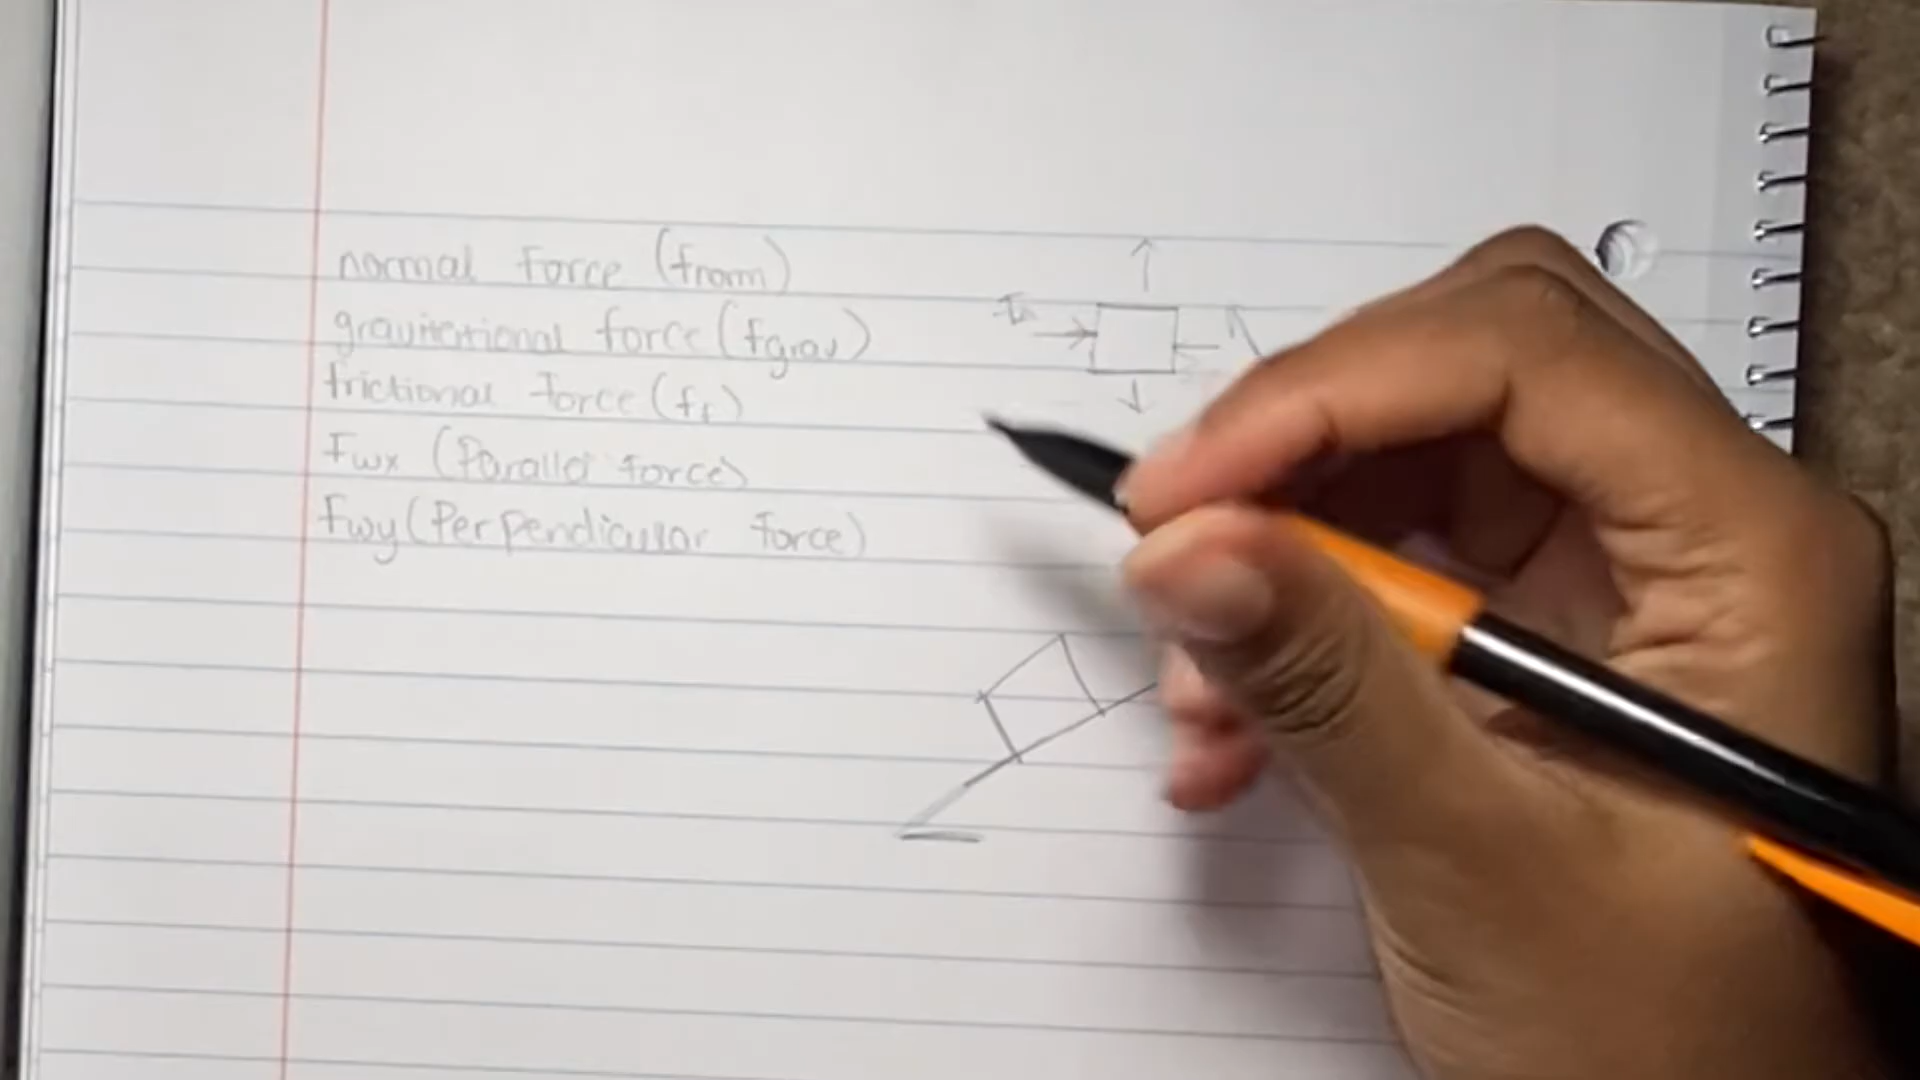 normal force (fnorm)
gravitational force (fgrav)
frictional force (ff)
Fwx (Parallel force)
Fwy (Perpendicular force)